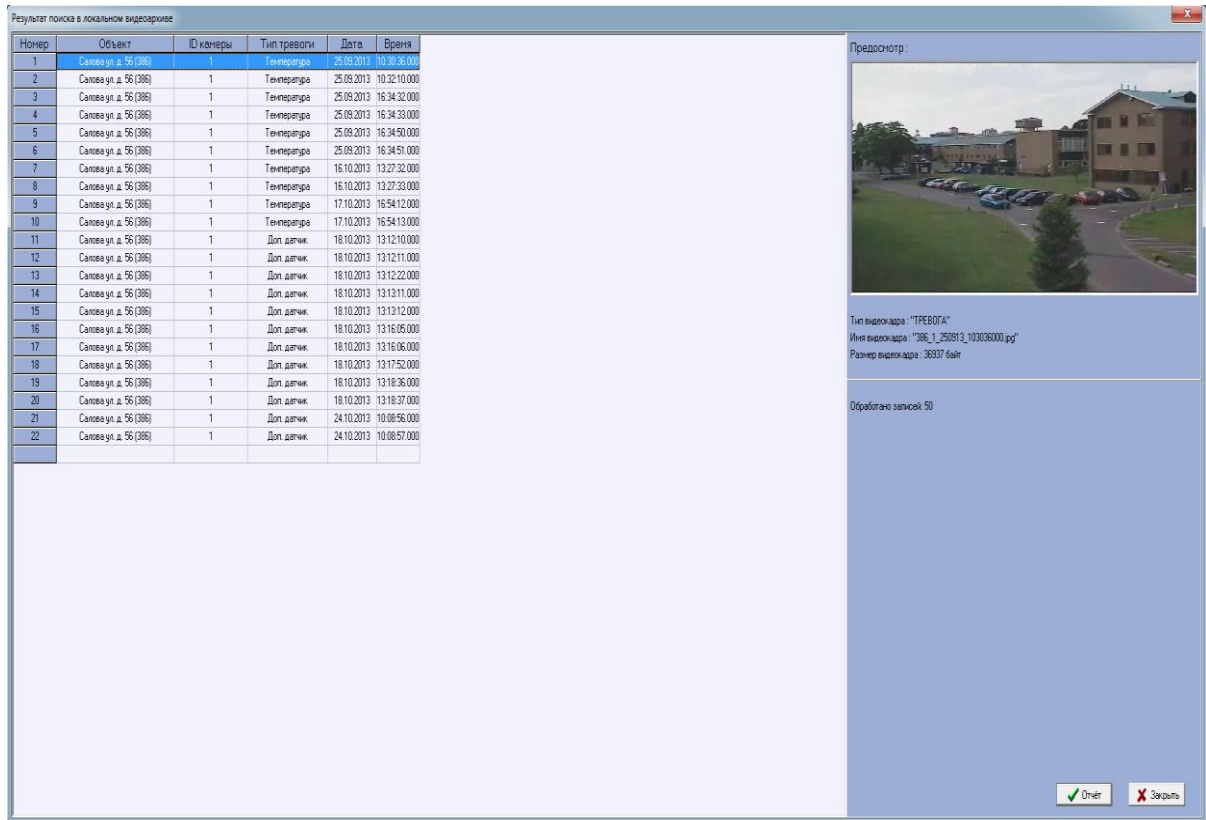 Результат поиска в локальном видеоархиве
Номер Объект ID камеры Тип тревоги Дата Время
1 Салова ул. д. 56 (386) 1 Температура 25.09.2013 10:30:36.000
2 Салова ул. д. 56 (386) 1 Температура 25.09.2013 10:32:10.000
3 Салова ул. д. 56 (386) 1 Температура 25.09.2013 16:34:32.000
4 Салова ул. д. 56 (386) 1 Температура 25.09.2013 16:34:33.000
5 Салова ул. д. 56 (386) 1 Температура 25.09.2013 16:34:50.000
6 Салова ул. д. 56 (386) 1 Температура 25.09.2013 16:34:51.000
7 Салова ул. д. 56 (386) 1 Температура 16.10.2013 13:27:32.000
8 Салова ул. д. 56 (386) 1 Температура 16.10.2013 13:27:33.000
9 Салова ул. д. 56 (386) 1 Температура 17.10.2013 16:54:12.000
10 Салова ул. д. 56 (386) 1 Температура 17.10.2013 16:54:13.000
11 Салова ул. д. 56 (386) 1 Доп. датчик 18.10.2013 13:12:10.000
12 Салова ул. д. 56 (386) 1 Доп. датчик 18.10.2013 13:12:11.000
13 Салова ул. д. 56 (386) 1 Доп. датчик 18.10.2013 13:12:22.000
14 Салова ул. д. 56 (386) 1 Доп. датчик 18.10.2013 13:13:11.000
15 Салова ул. д. 56 (386) 1 Доп. датчик 18.10.2013 13:13:12.000
16 Салова ул. д. 56 (386) 1 Доп. датчик 18.10.2013 13:16:05.000
17 Салова ул. д. 56 (386) 1 Доп. датчик 18.10.2013 13:16:06.000
18 Салова ул. д. 56 (386) 1 Доп. датчик 18.10.2013 13:17:52.000
19 Салова ул. д. 56 (386) 1 Доп. датчик 18.10.2013 13:18:36.000
20 Салова ул. д. 56 (386) 1 Доп. датчик 18.10.2013 13:18:37.000
21 Салова ул. д. 56 (386) 1 Доп. датчик 24.10.2013 10:08:56.000
22 Салова ул. д. 56 (386) 1 Доп. датчик 24.10.2013 10:08:57.000
Предосмотр :
Тип видеокадра : "ТРЕВОГА"
Имя видеокадра : "386_1_250913_103036000.jpg"
Размер видеокадра : 36937 байт
Обработано записей: 50
Отчёт
Закрыть